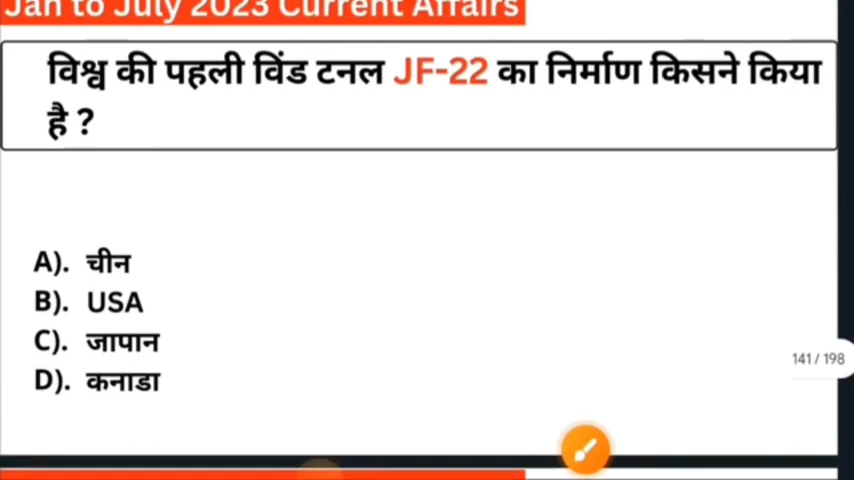 Jan to July 2023 Current Affairs
विश्व की पहली विंड टनल JF-22 का निर्माण किसने किया
है ?
A). चीन
B). USA
C). जापान
D). कनाडा
141 / 198